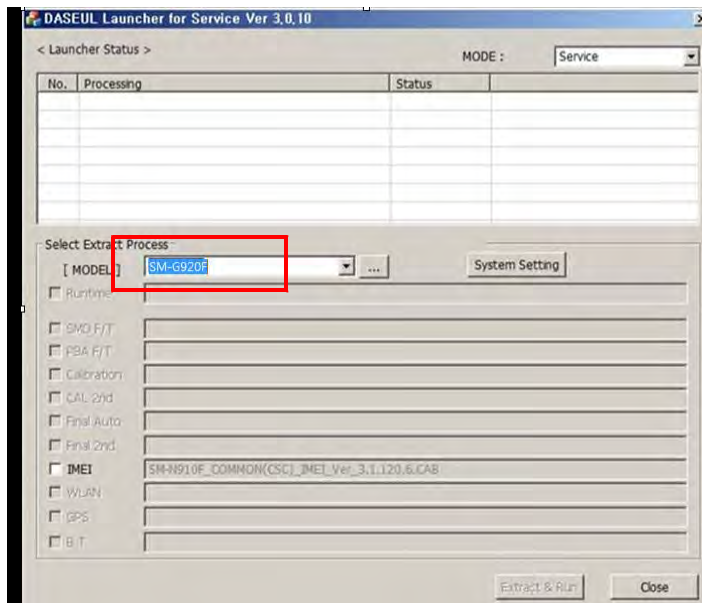 DASEUL Launcher for Service Ver 3,0,10
< Launcher Status >
MODE : Service
No. Processing Status
Select Extract Process
[ MODEL ] SM-G920F ... System Setting
Runtime
SMD F/T
PBA F/T
Calibration
CAL 2nd
Final Auto
Final 2nd
IMEI SM-N910F_COMMON(CSC)_IMEI_Ver_3.1.120.6.CAB
WLAN
GPS
B T
Extract & Run Close